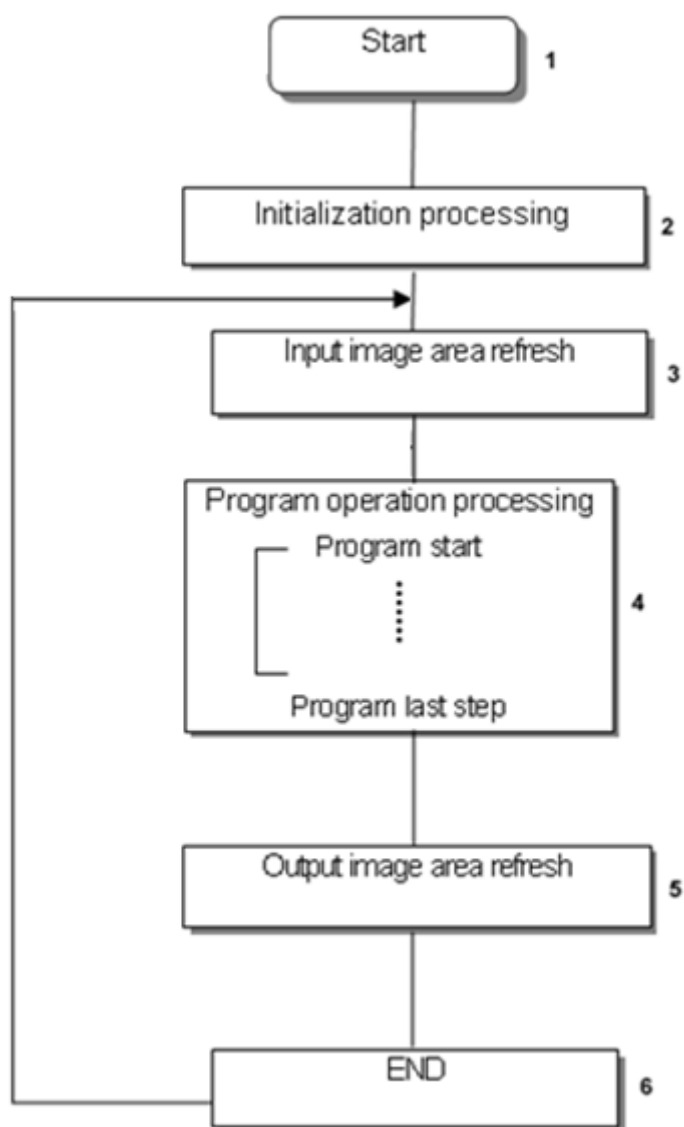 Start
1
Initialization processing
2
Input image area refresh
3
Program operation processing
Program start
4
Program last step
Output image area refresh
5
END
6